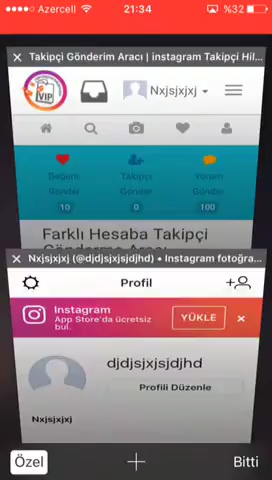 Azercell 21:34 %32
Takipçi Gönderim Aracı | instagram Takipçi Hil...
VIP Nxjsjxjxj
Beğeni Takipçi Yorum
Gönder Gönder Gönder
10 0 100
Farklı Hesaba Takipçi
Gönderme Aracı
Nxjsjxjxj (@djdjsjxjsjdjhd) • Instagram fotoğra...
Profil
Instagram
App Store'da ücretsiz
bul.
YÜKLE
djdjsjxjsjdjhd
Profili Düzenle
Nxjsjxjxj
Özel Bitti